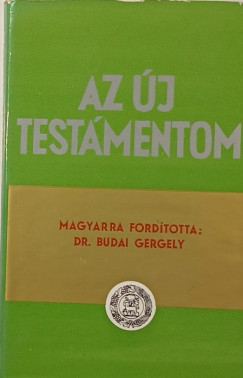 AZ ÚJ
TESTÁMENTOM
MAGYARRA FORDÍTOTTA:
DR. BUDAI GERGELY